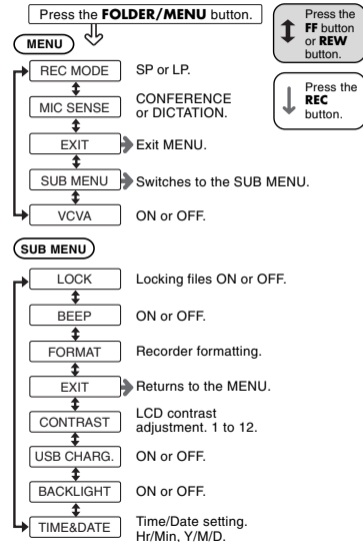 Press the FOLDER/MENU button.
Press the
FF button
or REW
button.
Press the
REC
button.
MENU
REC MODE SP or LP.
MIC SENSE CONFERENCE
or DICTATION.
EXIT Exit MENU.
SUB MENU Switches to the SUB MENU.
VCVA ON or OFF.
SUB MENU
LOCK Locking files ON or OFF.
BEEP ON or OFF.
FORMAT Recorder formatting.
EXIT Returns to the MENU.
CONTRAST LCD contrast
adjustment. 1 to 12.
USB CHARG. ON or OFF.
BACKLIGHT ON or OFF.
TIME&DATE Time/Date setting.
Hr/Min, Y/M/D.